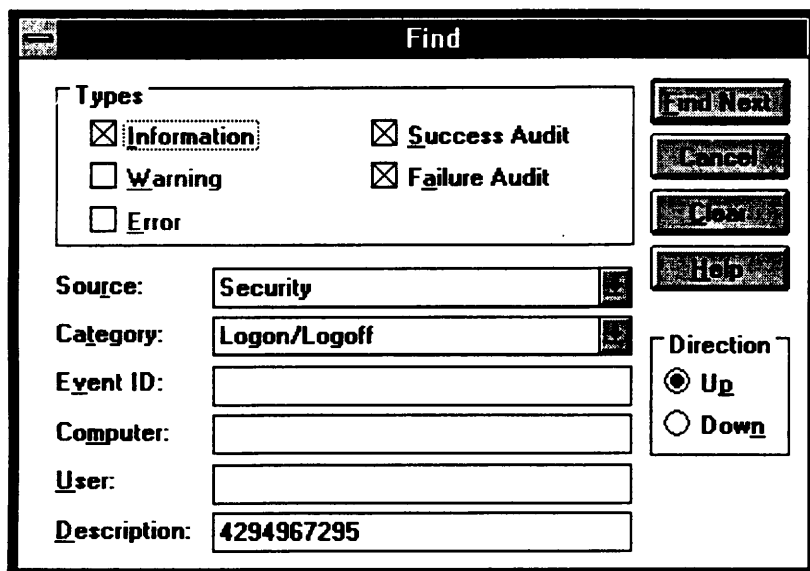 Find
Types
Information
Warning
Error
Success Audit
Failure Audit
Find Next
Cancel
Clear
Help
Source: Security
Category: Logon/Logoff
Event ID:
Computer:
User:
Description: 4294967295
Direction
Up
Down